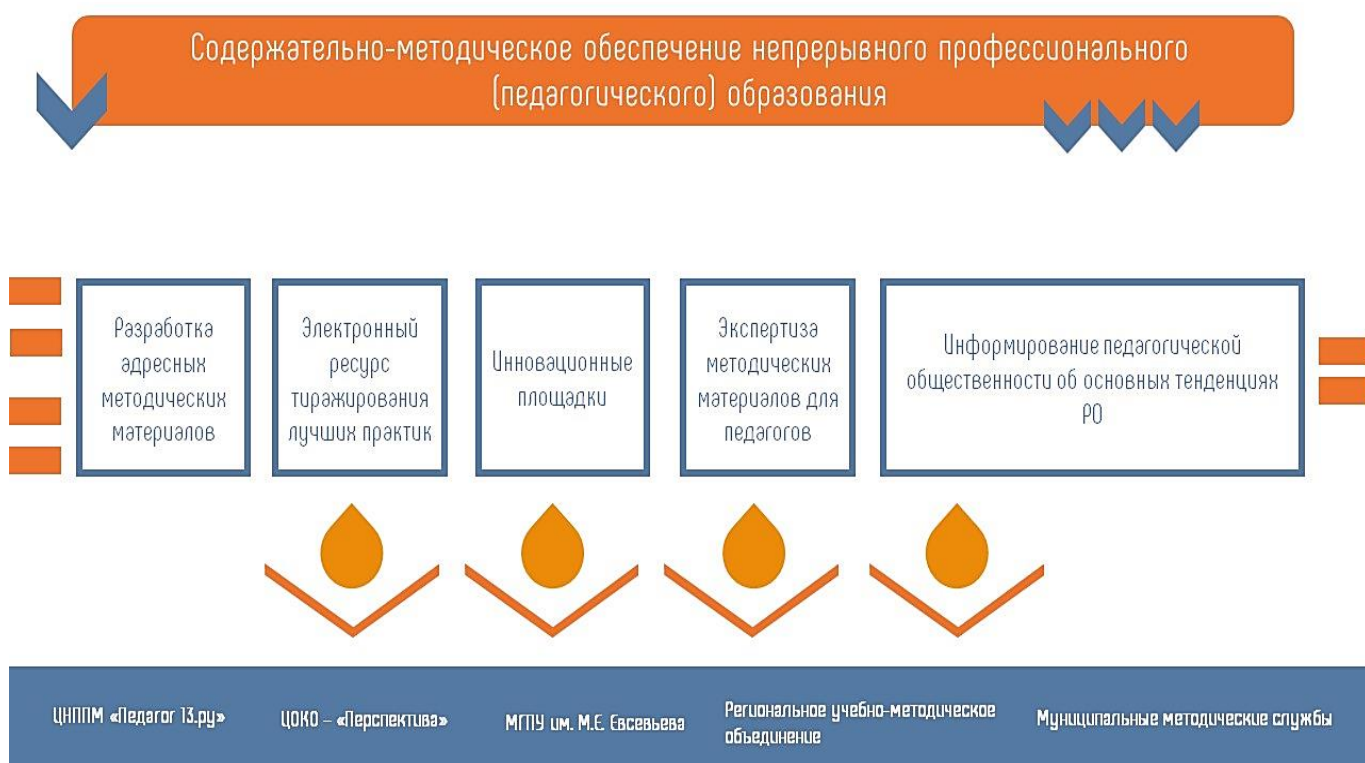 Содержательно-методическое обеспечение непрерывного профессионального
(педагогического) образования
Разработка
адресных
методических
материалов
Электронный
ресурс
тиражирования
лучших практик
Инновационные
площадки
Экспертиза
методических
материалов для
педагогов
Информирование педагогической
общественности об основных тенденциях
РО
ЦНППМ «Педагог 13.ру»
ЦОКО – «Перспектива»
МГПУ им. М.Е. Евсевьева
Региональное учебно-методическое
объединение
Муниципальные методические службы